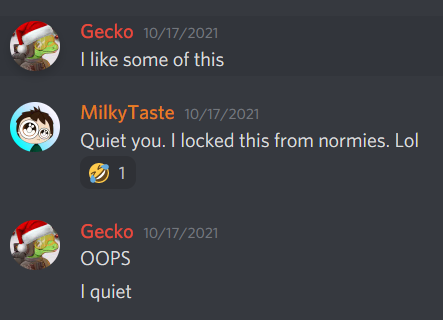 Gecko 10/17/2021
I like some of this
MilkyTaste 10/17/2021
Quiet you. I locked this from normies. Lol
🤣 1
Gecko 10/17/2021
OOPS
I quiet